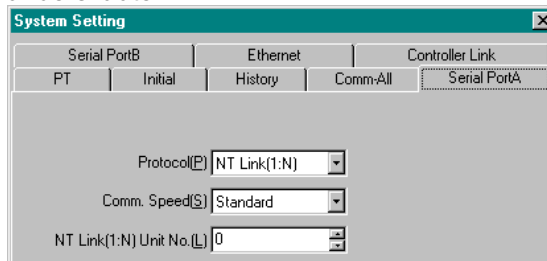 System Setting
Serial PortB Ethernet Controller Link
PT Initial History Comm-All Serial PortA
Protocol(P) NT Link(1:N)
Comm. Speed(S) Standard
NT Link(1:N) Unit No.(L) 0